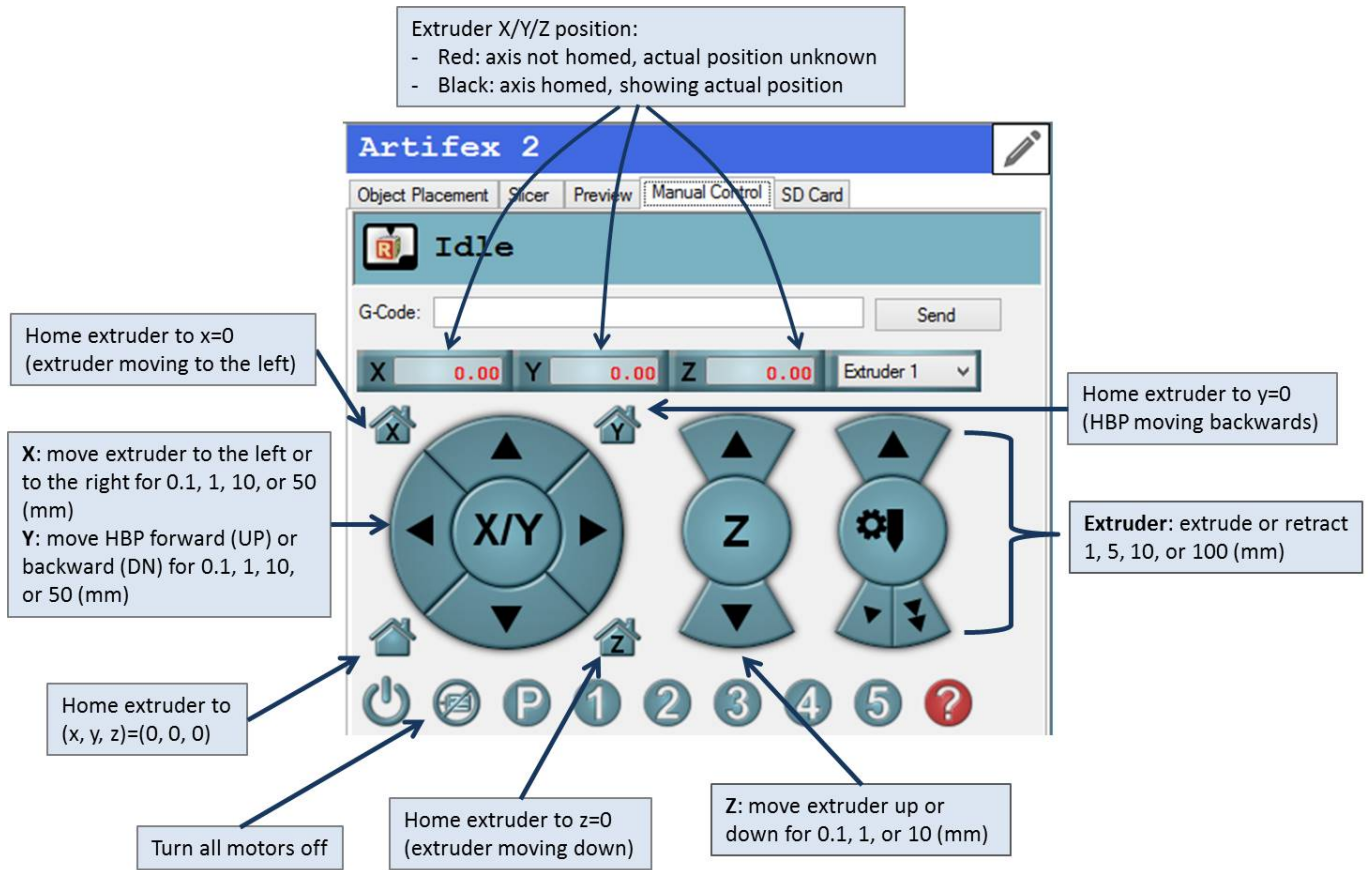 Extruder X/Y/Z position:
- Red: axis not homed, actual position unknown
- Black: axis homed, showing actual position
Artifex 2
Object Placement Slicer Preview Manual Control SD Card
R Idle
G-Code: Send
Home extruder to x=0
(extruder moving to the left)
X 0.00 Y 0.00 Z 0.00 Extruder 1
Home extruder to y=0
(HBP moving backwards)
X Y
X: move extruder to the left or
to the right for 0.1, 1, 10, or 50
(mm)
Y: move HBP forward (UP) or
backward (DN) for 0.1, 1, 10,
or 50 (mm)
X/Y Z
Extruder: extrude or retract
1, 5, 10, or 100 (mm)
Z
Home extruder to
(x, y, z)=(0, 0, 0)
P 1 2 3 4 5 ?
Turn all motors off
Home extruder to z=0
(extruder moving down)
Z: move extruder up or
down for 0.1, 1, or 10 (mm)